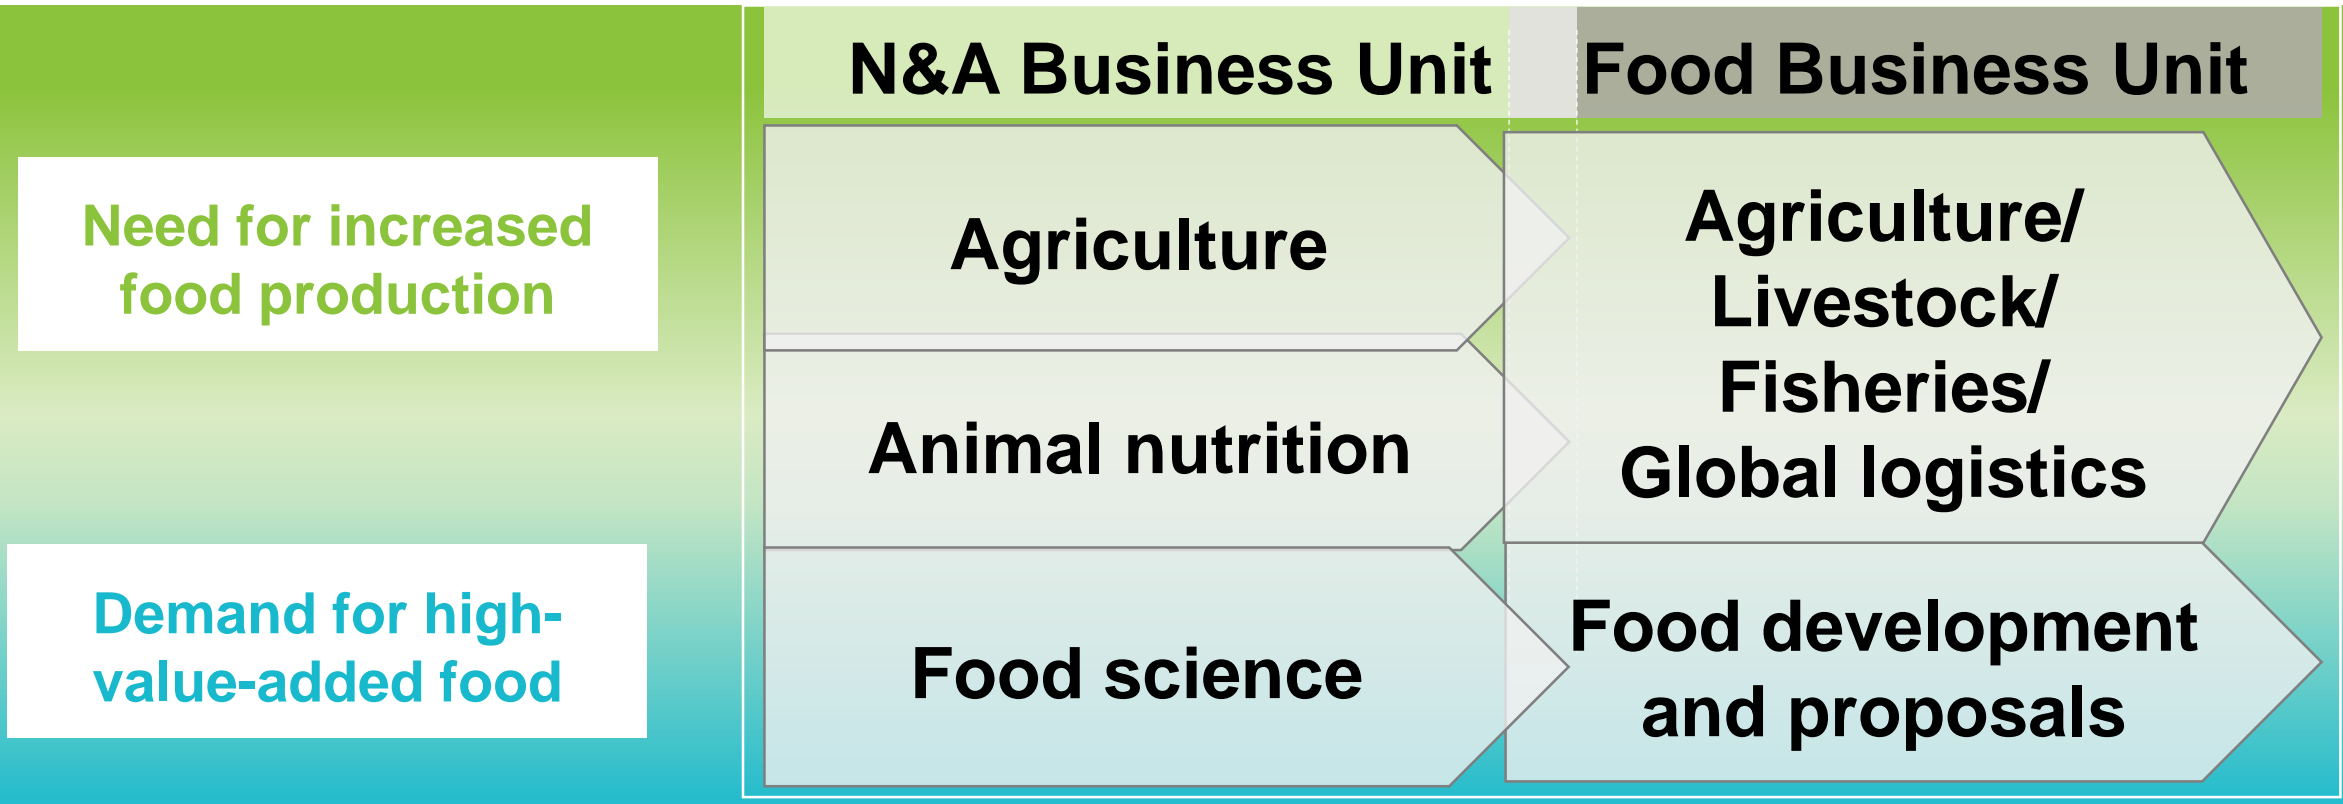 N&A Business Unit
Food Business Unit
Need for increased
food production
Agriculture
Agriculture/
Livestock/
Fisheries/
Global logistics
Animal nutrition
Demand for high-
value-added food
Food science
Food development
and proposals